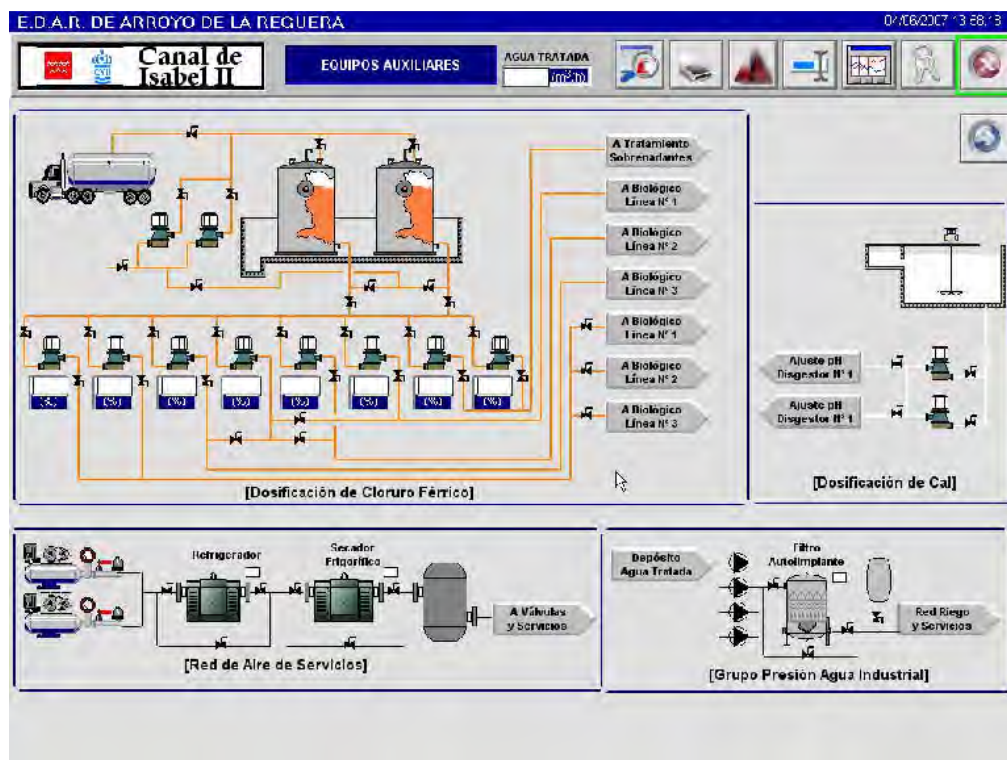 E.D.A.R. DE ARROYO DE LA REGUERA
Canal de
Isabel II
EQUIPOS AUXILIARES
AGUA TRATADA
(m³/h)
A Tratamiento
Sobrenadantes
A Biológico
Línea Nº 1
A Biológico
Línea Nº 2
A Biológico
Línea Nº 3
A Biológico
Línea Nº 1
A Biológico
Línea Nº 2
A Biológico
Línea Nº 3
(%)
(%)
(%)
(%)
(%)
(%)
(%)
(%)
[Dosificación de Cloruro Férrico]
Ajuste pH
Disgestor Nº 1
Ajuste pH
Disgestor Nº 1
[Dosificación de Cal]
Refrigerador
Secador
Frigorífico
A Válvulas
y Servicios
[Red de Aire de Servicios]
Depósito
Agua Tratada
Filtro
Autolimpiante
Red Riego
y Servicios
[Grupo Presión Agua Industrial]